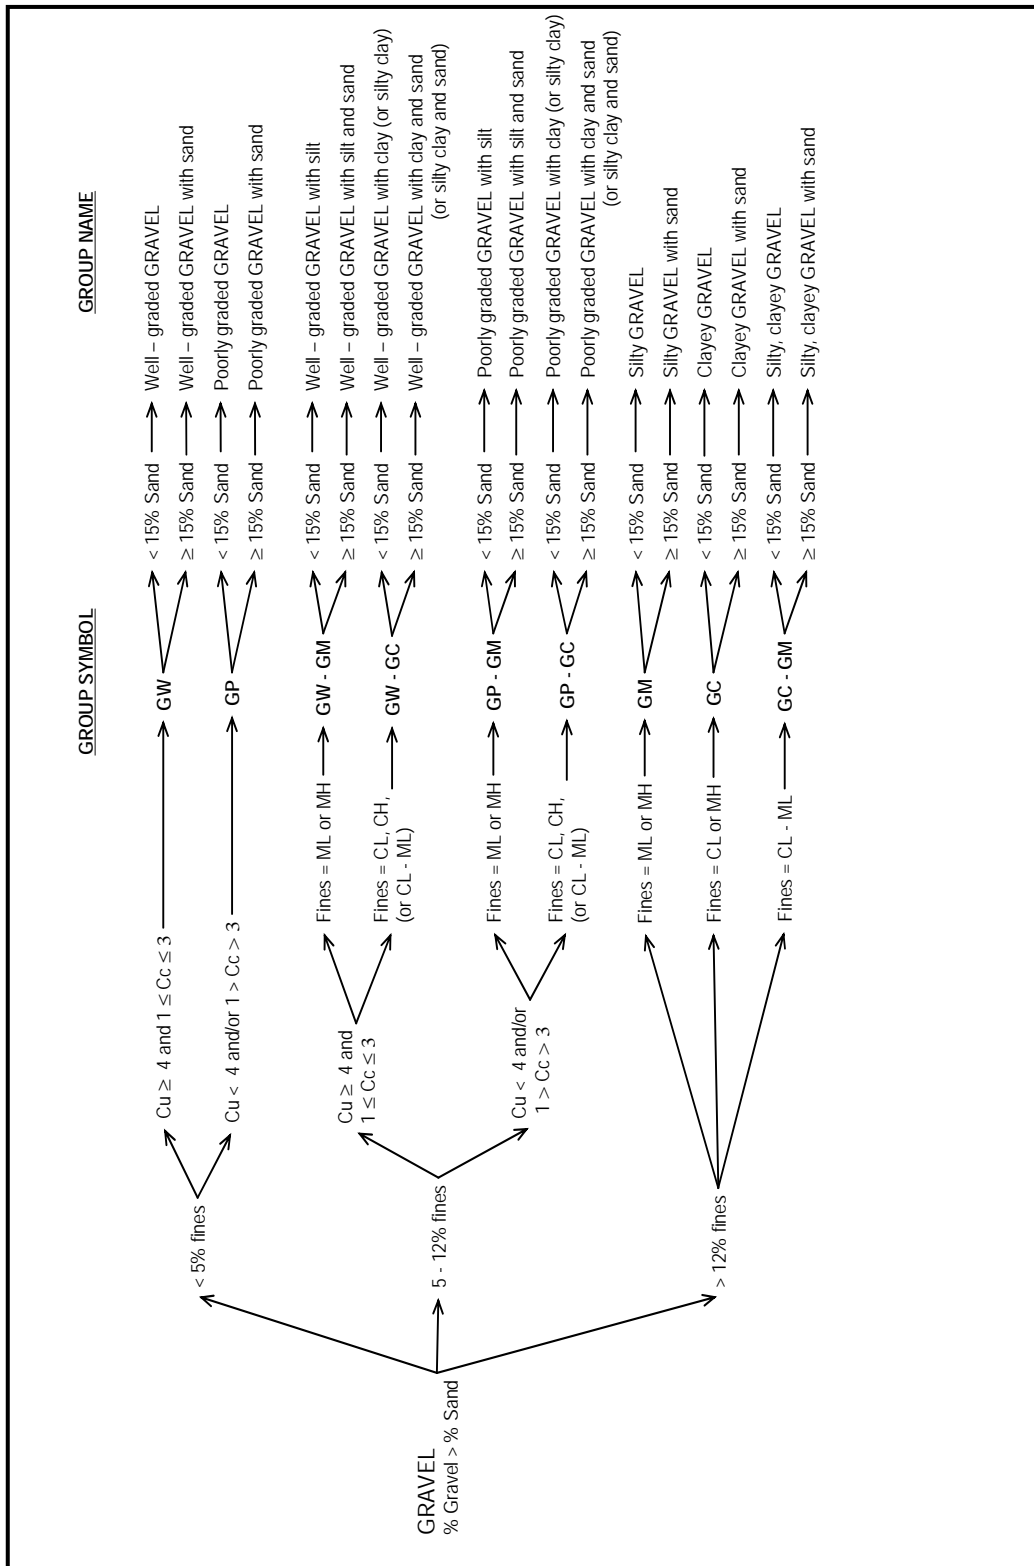 GROUP SYMBOL
GROUP NAME
GRAVEL
% Gravel > % Sand
< 5% fines
Cu ≥ 4 and 1 ≤ Cc ≤ 3
GW
< 15% Sand
Well – graded GRAVEL
≥ 15% Sand
Well – graded GRAVEL with sand
Cu < 4 and/or 1 > Cc > 3
GP
< 15% Sand
Poorly graded GRAVEL
≥ 15% Sand
Poorly graded GRAVEL with sand
5 - 12% fines
Cu ≥ 4 and
1 ≤ Cc ≤ 3
Fines = ML or MH
GW - GM
< 15% Sand
Well – graded GRAVEL with silt
≥ 15% Sand
Well – graded GRAVEL with silt and sand
Fines = CL, CH,
(or CL - ML)
GW - GC
< 15% Sand
Well – graded GRAVEL with clay (or silty clay)
≥ 15% Sand
Well – graded GRAVEL with clay and sand
(or silty clay and sand)
Cu < 4 and/or
1 > Cc > 3
Fines = ML or MH
GP - GM
< 15% Sand
Poorly graded GRAVEL with silt
≥ 15% Sand
Poorly graded GRAVEL with silt and sand
Fines = CL, CH,
(or CL - ML)
GP - GC
< 15% Sand
Poorly graded GRAVEL with clay (or silty clay)
≥ 15% Sand
Poorly graded GRAVEL with clay and sand
(or silty clay and sand)
> 12% fines
Fines = ML or MH
GM
< 15% Sand
Silty GRAVEL
≥ 15% Sand
Silty GRAVEL with sand
Fines = CL or MH
GC
< 15% Sand
Clayey GRAVEL
≥ 15% Sand
Clayey GRAVEL with sand
Fines = CL - ML
GC - GM
< 15% Sand
Silty, clayey GRAVEL
≥ 15% Sand
Silty, clayey GRAVEL with sand